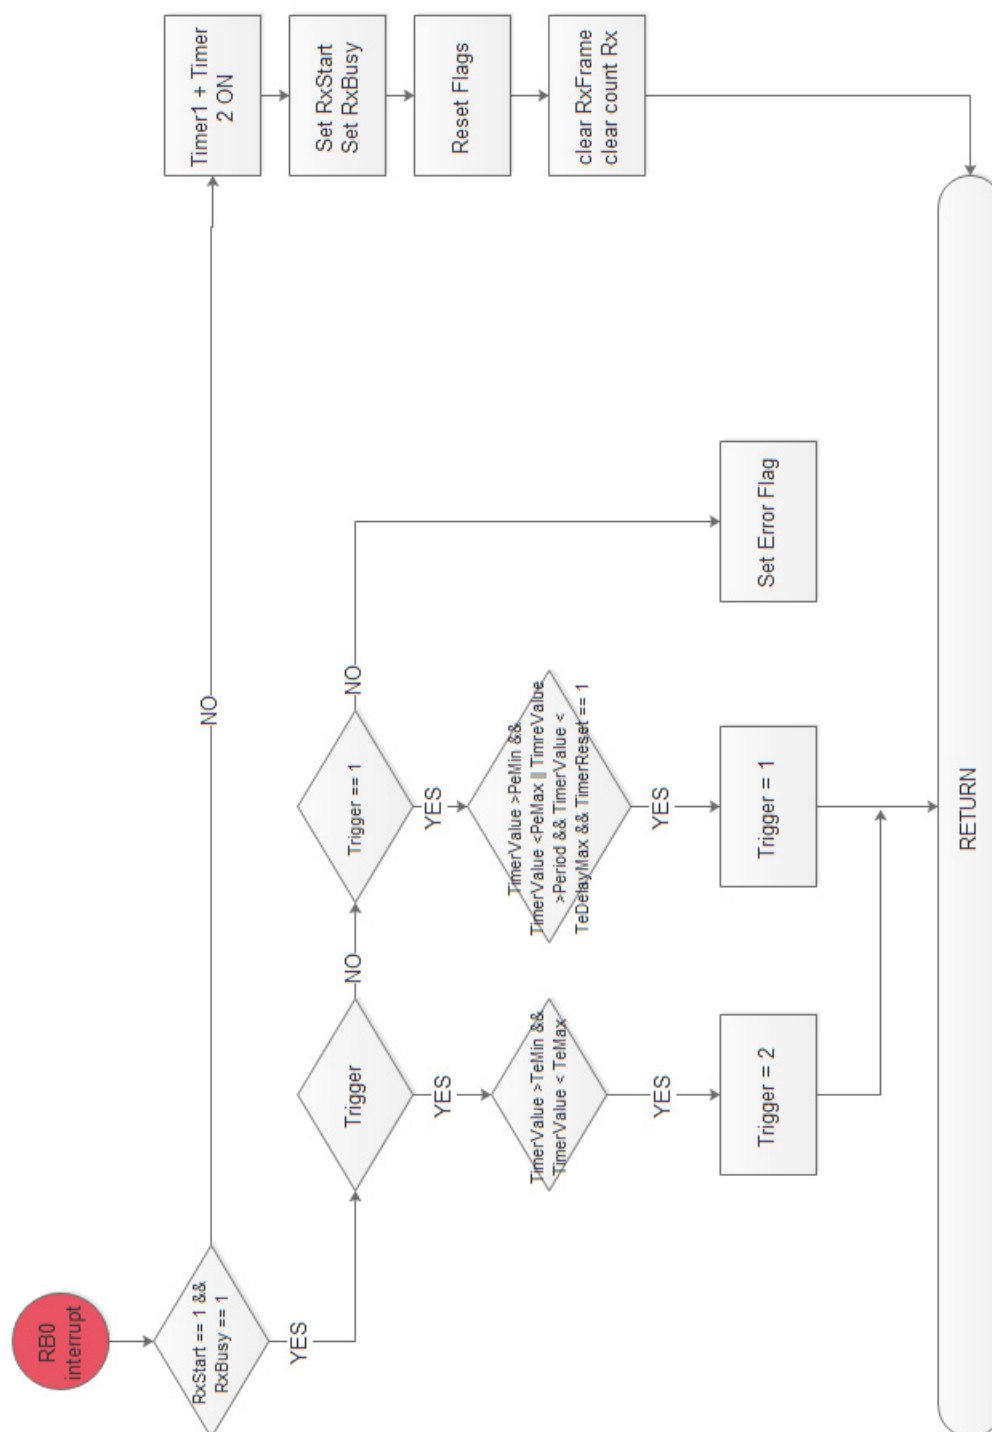 RB0
interrupt
RxStart == 1 &&
RxBusy == 1
NO
YES
Timer1 + Timer
2 ON
Set RxStart
Set RxBusy
Reset Flags
clear RxFrame
clear count Rx
Trigger
NO
YES
Trigger == 1
NO
YES
TimerValue >TeMin &&
TimerValue < TeMax
YES
TimerValue >PeMin &&
TimerValue <PeMax || TimreValue
>Period && TimerValue <
TeDelayMax && TimerReset == 1
YES
Trigger = 2
Trigger = 1
Set Error Flag
RETURN